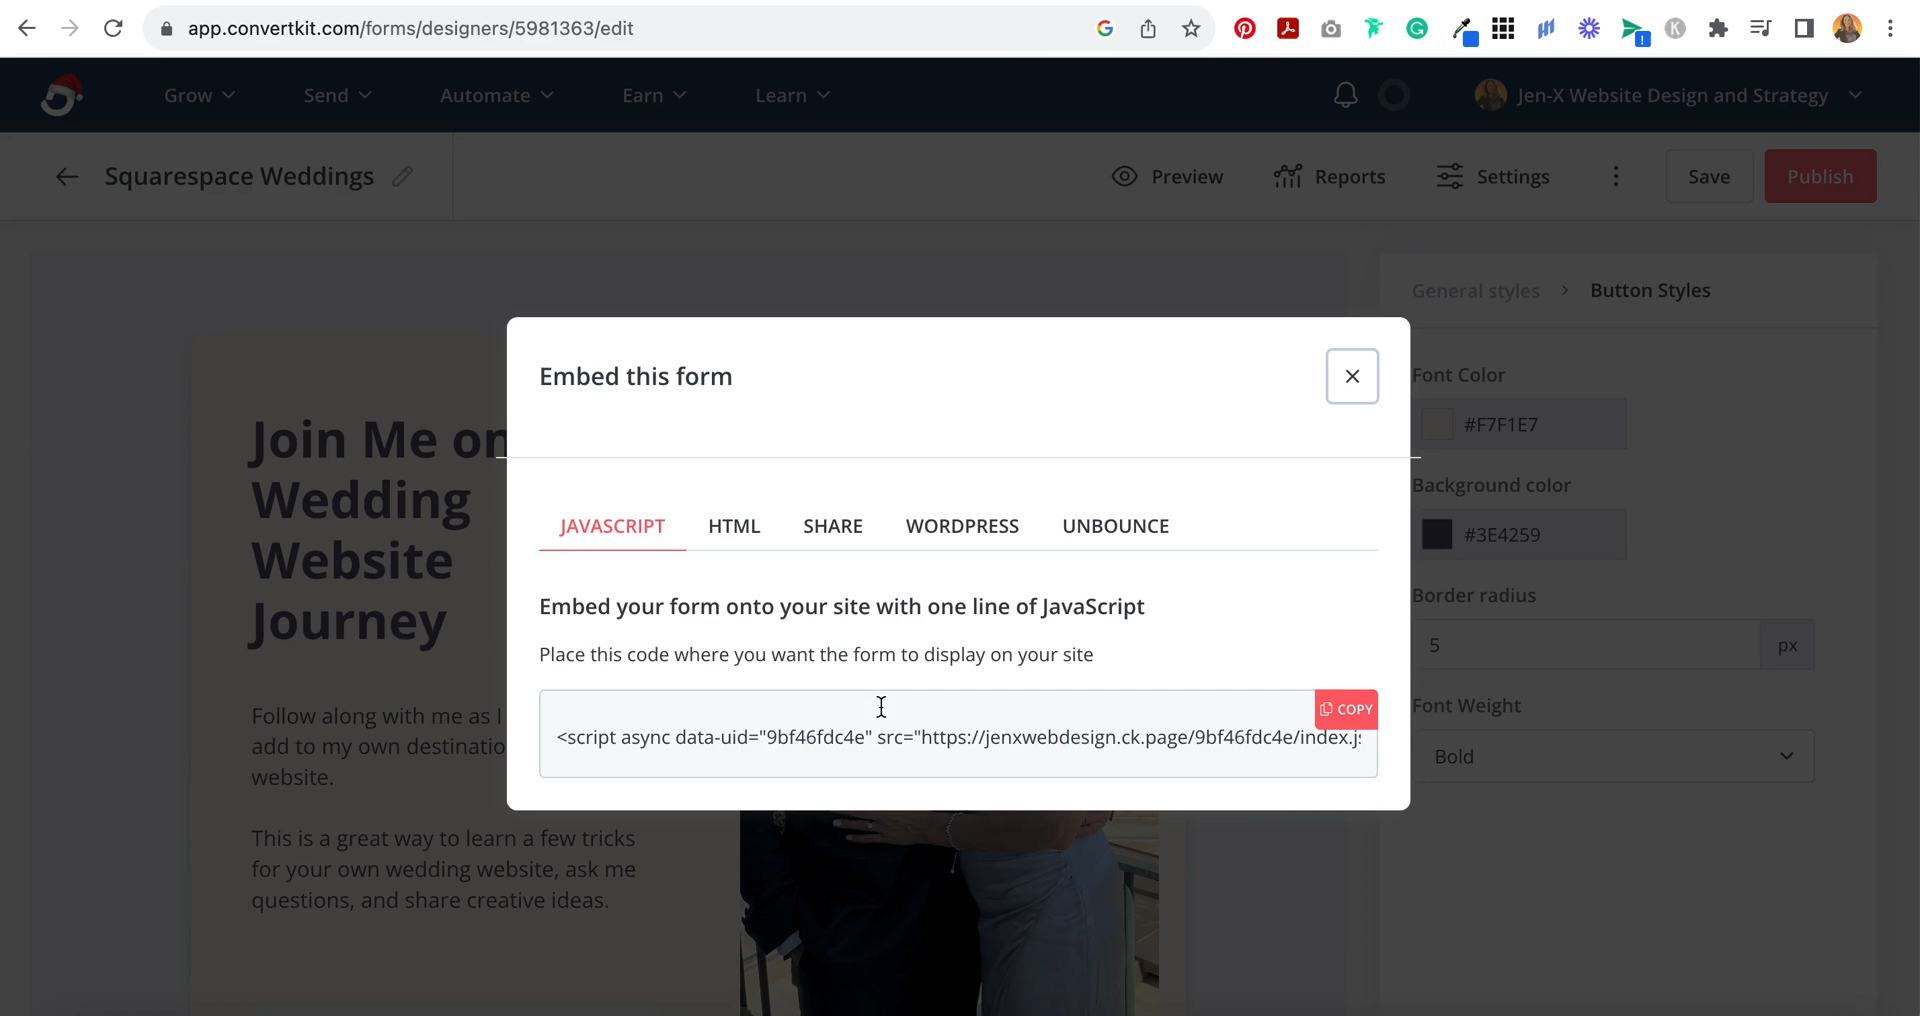 app.convertkit.com/forms/designers/5981363/edit
Grow
Send
Automate
Earn
Learn
Jen-X Website Design and Strategy
Squarespace Weddings
Preview
Reports
Settings
Save
Publish
General styles > Button Styles
Embed this form
Font Color
#F7F1E7
Join Me on
Wedding
Website
Journey
Background color
#3E4259
JAVASCRIPT
HTML
SHARE
WORDPRESS
UNBOUNCE
Border radius
5
px
Embed your form onto your site with one line of JavaScript
Place this code where you want the form to display on your site
COPY
<script async data-uid="9bf46fdc4e" src="https://jenxwebdesign.ck.page/9bf46fdc4e/index.js
Font Weight
Bold
Follow along with me as I
add to my own destinatio
website.
This is a great way to learn a few tricks
for your own wedding website, ask me
questions, and share creative ideas.